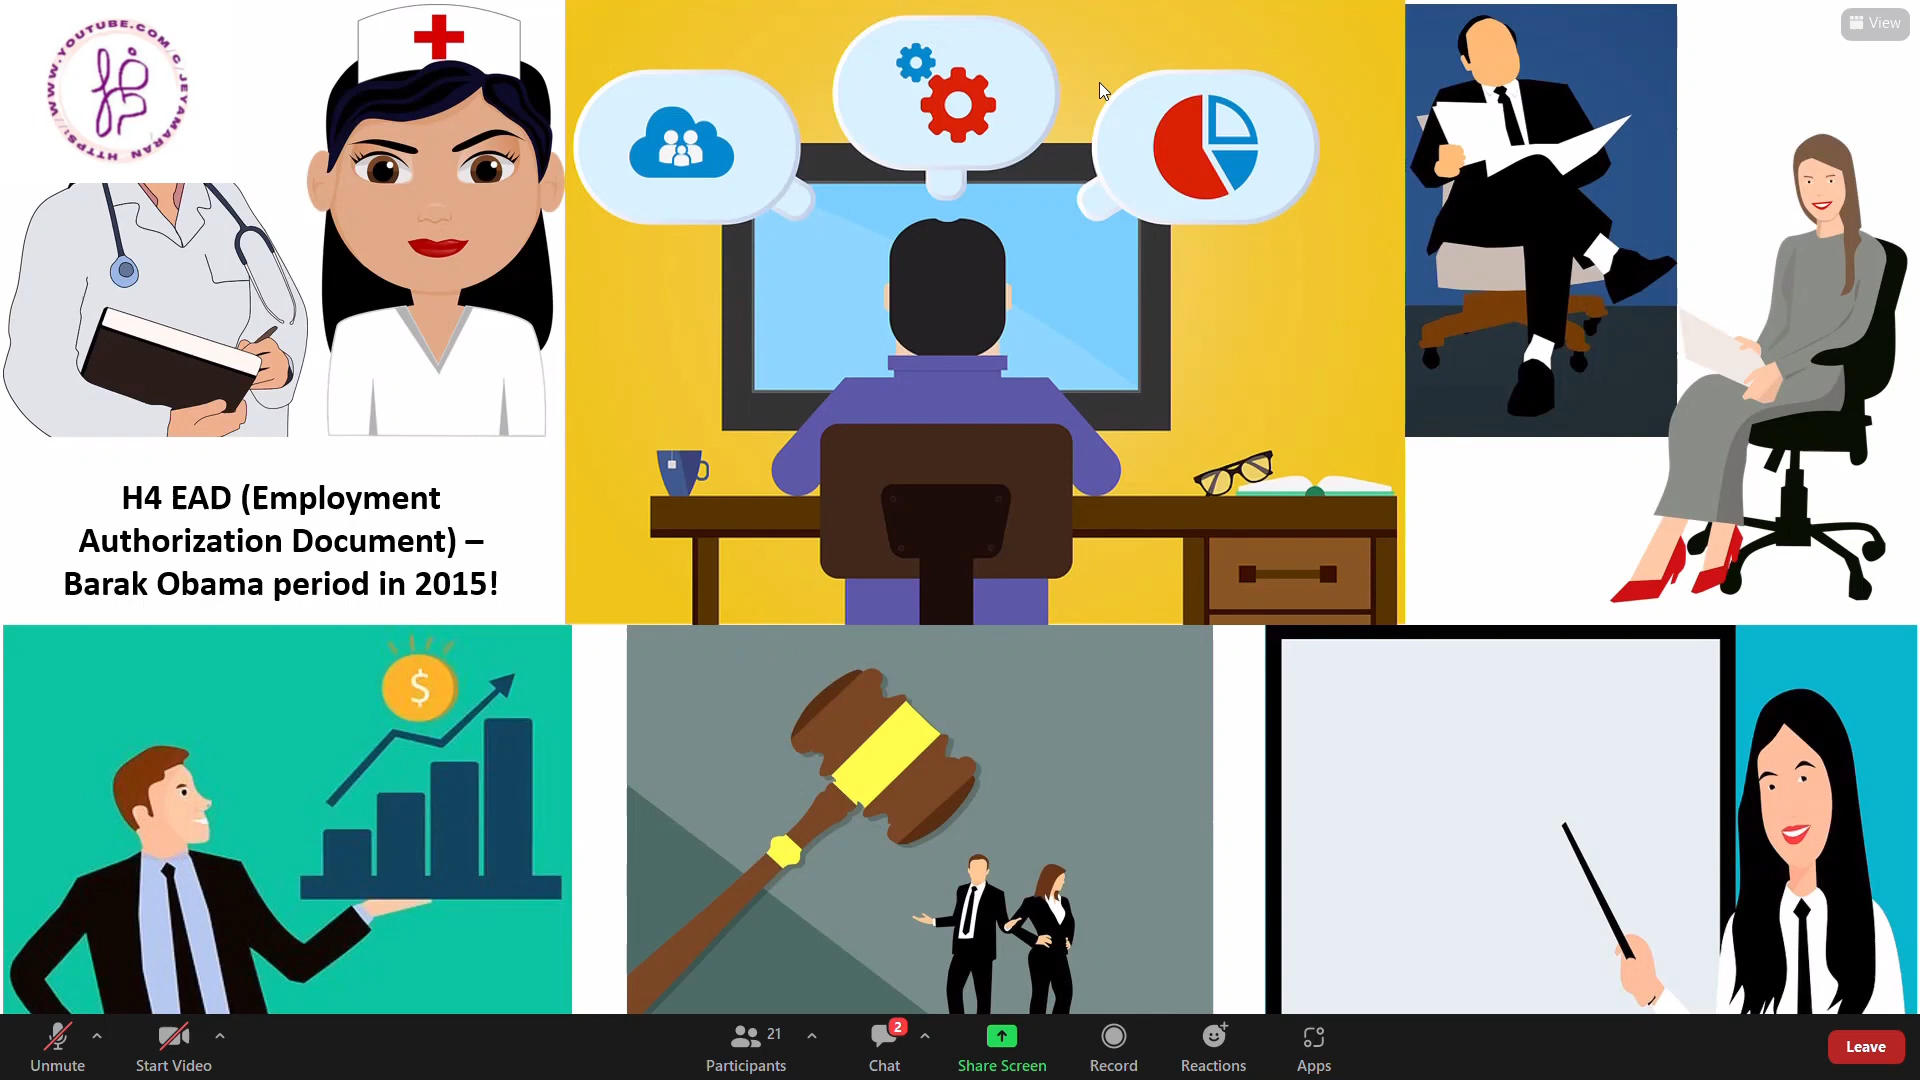 HTTPS://WWW.YOUTUBE.COM/C/JEYAMARAN
View
H4 EAD (Employment
Authorization Document) –
Barak Obama period in 2015!
$
Unmute
Start Video
21
Participants
2
Chat
Share Screen
Record
Reactions
Apps
Leave